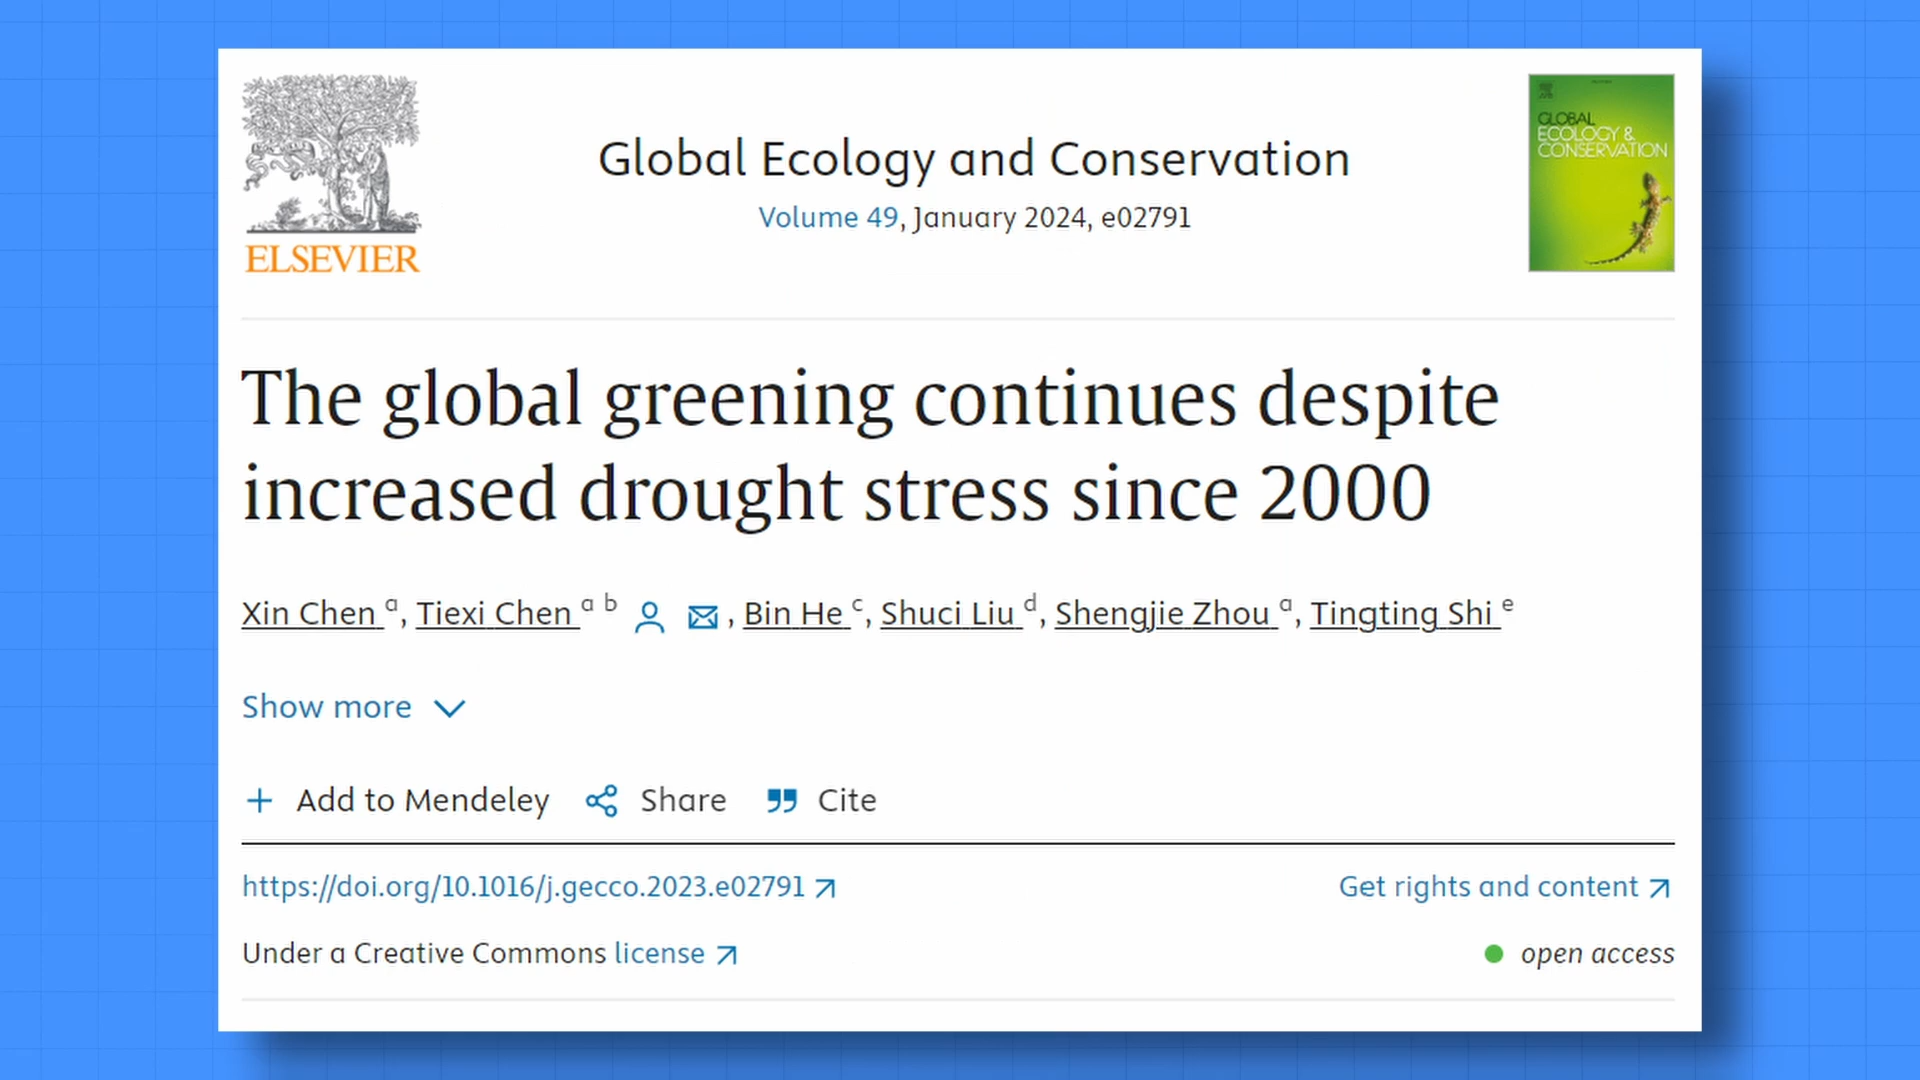 ELSEVIER
Global Ecology and Conservation
Volume 49, January 2024, e02791
GLOBAL
ECOLOGY &
CONSERVATION
The global greening continues despite
increased drought stress since 2000
Xin Chen a, Tiexi Chen a b, Bin He c, Shuci Liu d, Shengjie Zhou a, Tingting Shi e
Show more
Add to Mendeley Share Cite
https://doi.org/10.1016/j.gecco.2023.e02791 Get rights and content
Under a Creative Commons license open access